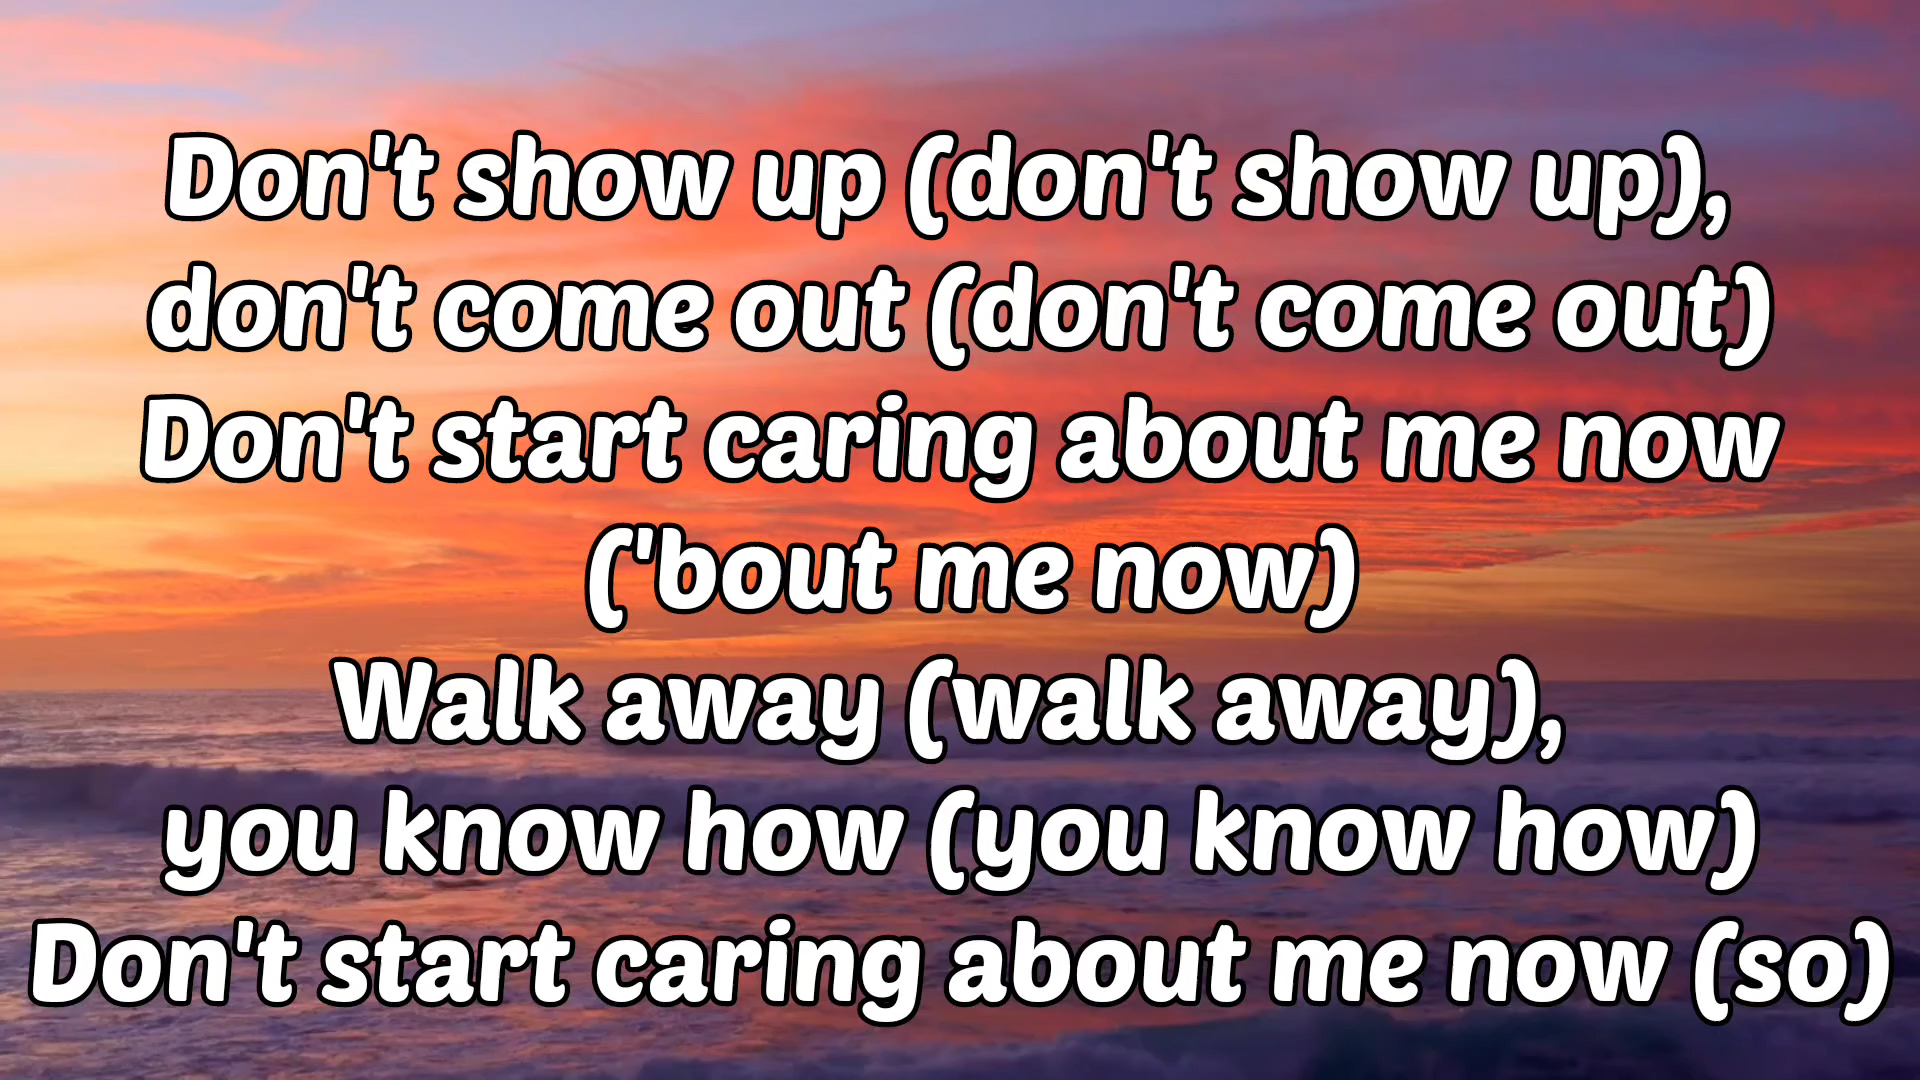 Don't show up (don't show up),
don't come out (don't come out)
Don't start caring about me now
('bout me now)
Walk away (walk away),
you know how (you know how)
Don't start caring about me now (so)